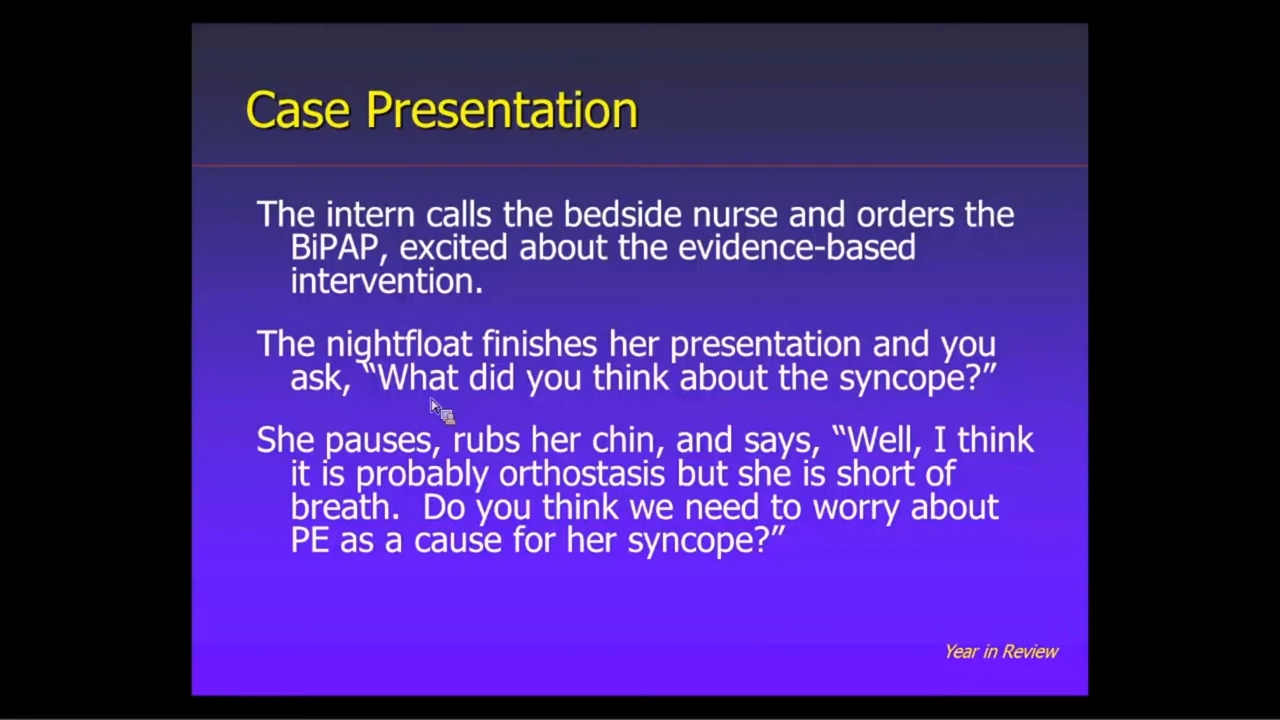 Case Presentation
The intern calls the bedside nurse and orders the
BiPAP, excited about the evidence-based
intervention.
The nightfloat finishes her presentation and you
ask, “What did you think about the syncope?”
She pauses, rubs her chin, and says, “Well, I think
it is probably orthostasis but she is short of
breath.  Do you think we need to worry about
PE as a cause for her syncope?”
Year in Review